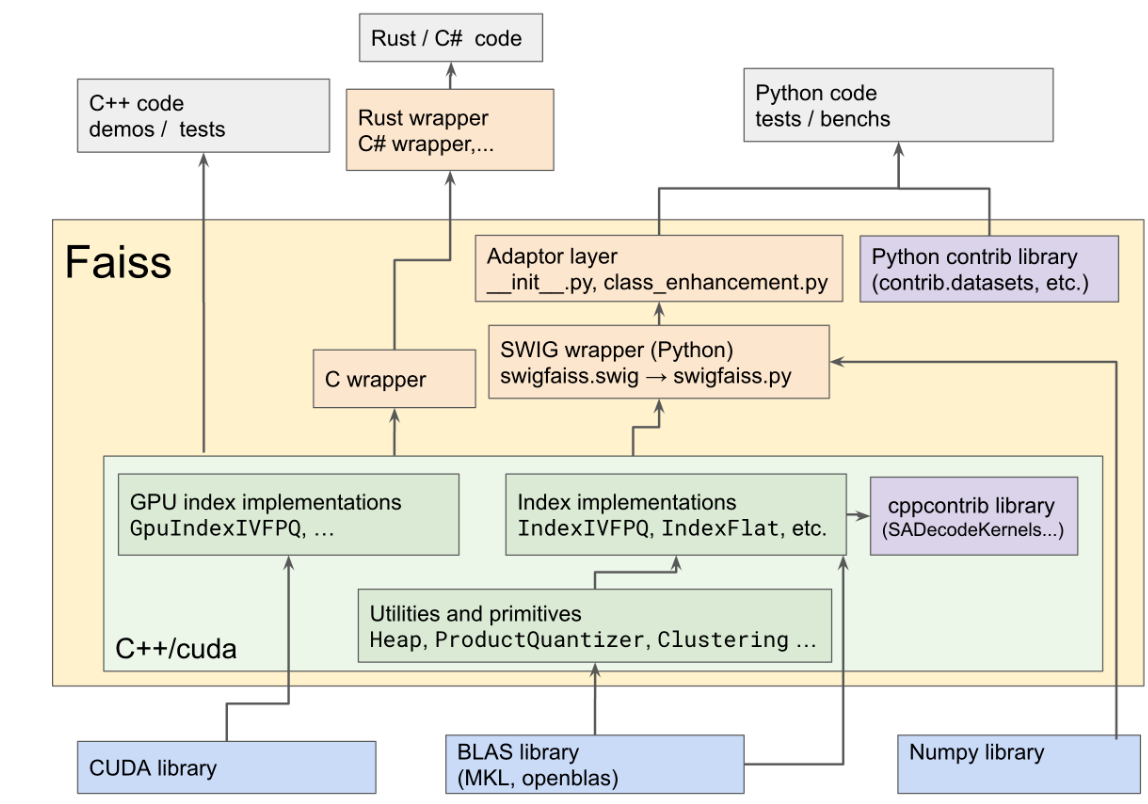 Rust / C# code
C++ code
demos / tests
Rust wrapper
C# wrapper,...
Python code
tests / benchs
Faiss
Adaptor layer
__init__.py, class_enhancement.py
Python contrib library
(contrib.datasets, etc.)
SWIG wrapper (Python)
swigfaiss.swig → swigfaiss.py
C wrapper
GPU index implementations
GpuIndexIVFPQ, …
Index implementations
IndexIVFPQ, IndexFlat, etc.
cppcontrib library
(SADecodeKernels...)
Utilities and primitives
Heap, ProductQuantizer, Clustering …
C++/cuda
CUDA library
BLAS library
(MKL, openblas)
Numpy library